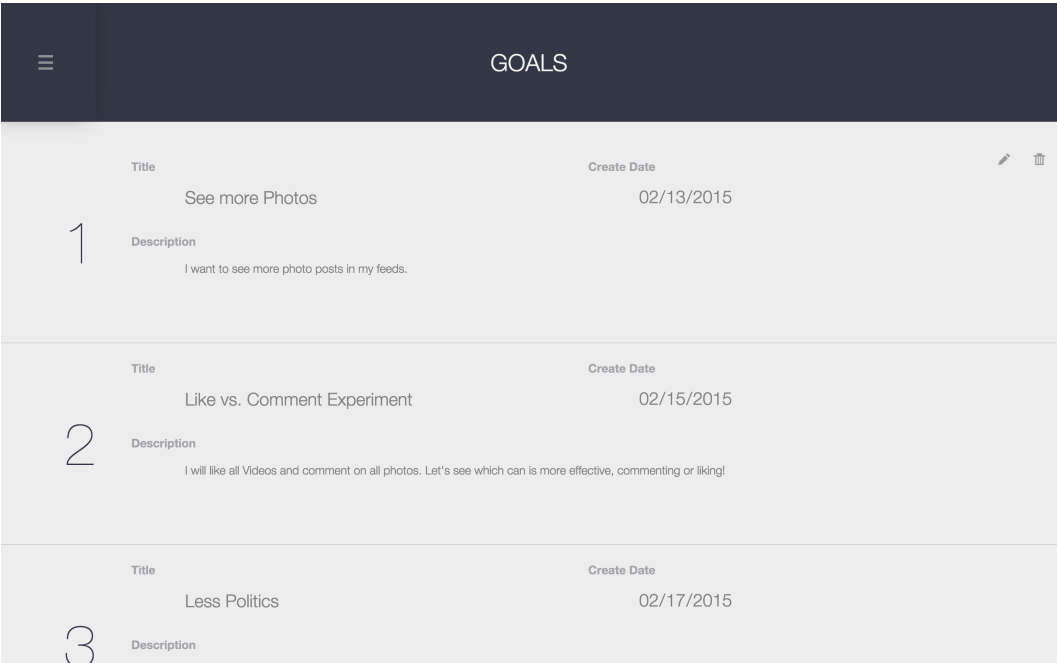 GOALS
Title
Create Date
See more Photos
02/13/2015
1
Description
I want to see more photo posts in my feeds.
Title
Create Date
Like vs. Comment Experiment
02/15/2015
2
Description
I will like all Videos and comment on all photos. Let's see which can is more effective, commenting or liking!
Title
Create Date
Less Politics
02/17/2015
3
Description